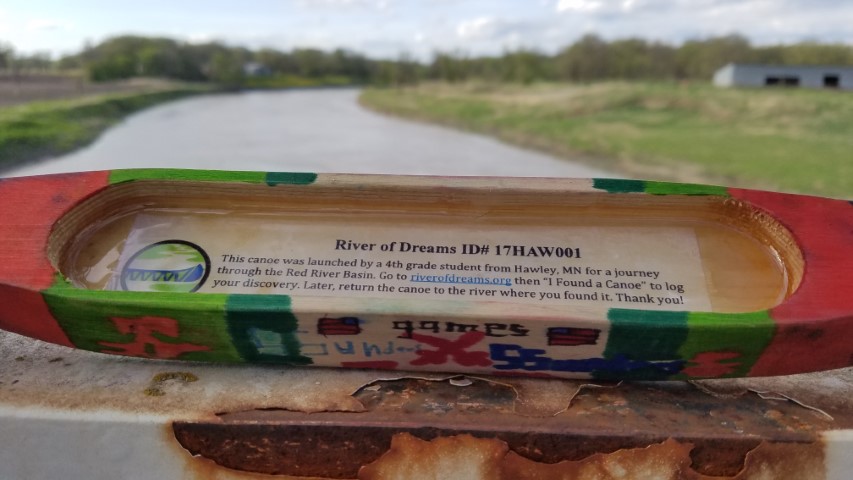 River of Dreams ID# 17HAW001
This canoe was launched by a 4th grade student from Hawley, MN for a journey
through the Red River Basin. Go to riverofdreams.org then "I Found a Canoe" to log
your discovery. Later, return the canoe to the river where you found it. Thank you!